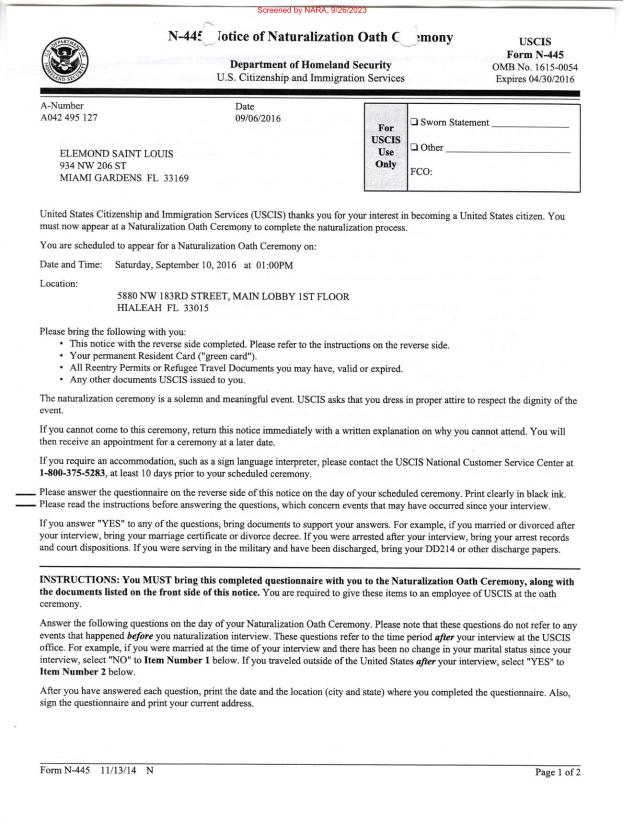 Screened by NARA, 9/26/2023
N-445 Notice of Naturalization Oath Ceremony
Department of Homeland Security
U.S. Citizenship and Immigration Services
USCIS
Form N-445
OMB No. 1615-0054
Expires 04/30/2016
A-Number
A042 495 127
Date
09/06/2016
ELEMOND SAINT LOUIS
934 NW 206 ST
MIAMI GARDENS FL 33169
For
USCIS
Use
Only
❑ Sworn Statement
❑ Other
FCO:
United States Citizenship and Immigration Services (USCIS) thanks you for your interest in becoming a United States citizen. You
must now appear at a Naturalization Oath Ceremony to complete the naturalization process.
You are scheduled to appear for a Naturalization Oath Ceremony on:
Date and Time: Saturday, September 10, 2016 at 01:00PM
Location:
5880 NW 183RD STREET, MAIN LOBBY 1ST FLOOR
HIALEAH FL 33015
Please bring the following with you:
• This notice with the reverse side completed. Please refer to the instructions on the reverse side.
• Your permanent Resident Card ("green card").
• All Reentry Permits or Refugee Travel Documents you may have, valid or expired.
• Any other documents USCIS issued to you.
The naturalization ceremony is a solemn and meaningful event. USCIS asks that you dress in proper attire to respect the dignity of the
event.
If you cannot come to this ceremony, return this notice immediately with a written explanation on why you cannot attend. You will
then receive an appointment for a ceremony at a later date.
If you require an accommodation, such as a sign language interpreter, please contact the USCIS National Customer Service Center at
1-800-375-5283, at least 10 days prior to your scheduled ceremony.
Please answer the questionnaire on the reverse side of this notice on the day of your scheduled ceremony. Print clearly in black ink.
Please read the instructions before answering the questions, which concern events that may have occurred since your interview.
If you answer "YES" to any of the questions, bring documents to support your answers. For example, if you married or divorced after
your interview, bring your marriage certificate or divorce decree. If you were arrested after your interview, bring your arrest records
and court dispositions. If you were serving in the military and have been discharged, bring your DD214 or other discharge papers.
INSTRUCTIONS: You MUST bring this completed questionnaire with you to the Naturalization Oath Ceremony, along with
the documents listed on the front side of this notice. You are required to give these items to an employee of USCIS at the oath
ceremony.
Answer the following questions on the day of your Naturalization Oath Ceremony. Please note that these questions do not refer to any
events that happened before you naturalization interview. These questions refer to the time period after your interview at the USCIS
office. For example, if you were married at the time of your interview and there has been no change in your marital status since your
interview, select "NO" to Item Number 1 below. If you traveled outside of the United States after your interview, select "YES" to
Item Number 2 below.
After you have answered each question, print the date and the location (city and state) where you completed the questionnaire. Also,
sign the questionnaire and print your current address.
Form N-445 11/13/14 N
Page 1 of 2